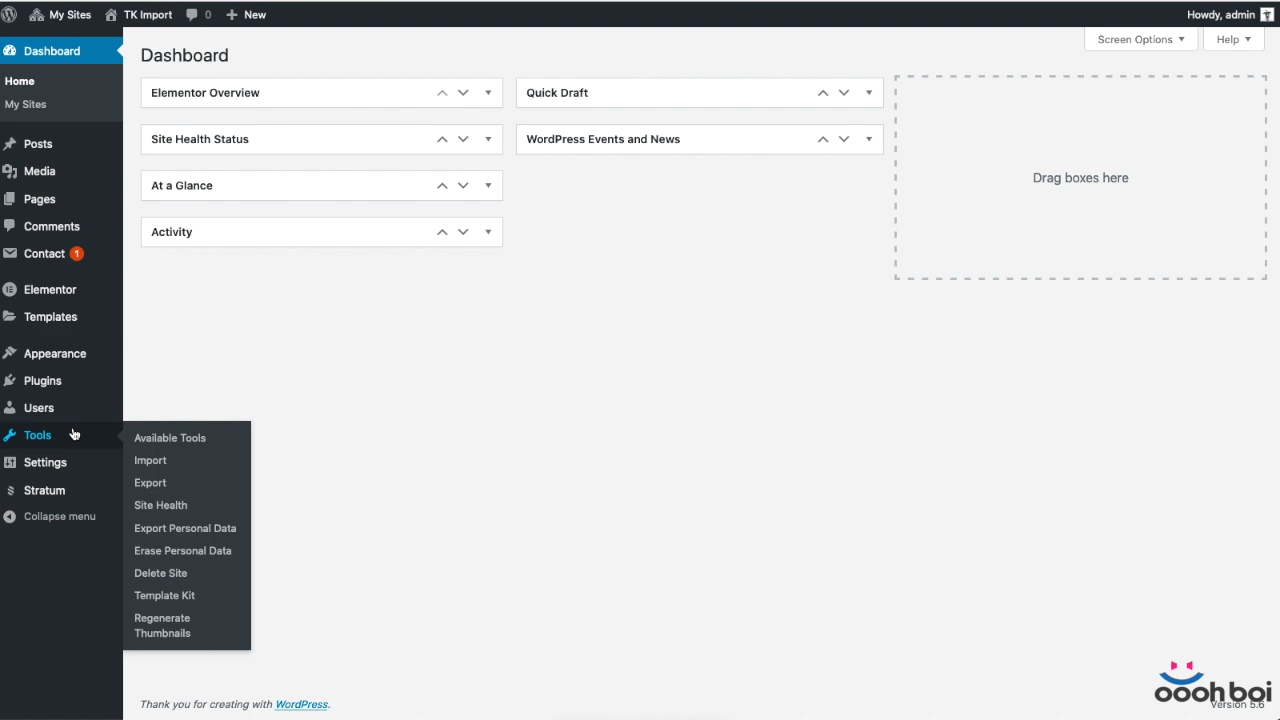 My Sites
TK Import
0
New
Howdy, admin
Screen Options
Help
Dashboard
Home
My Sites
Posts
Media
Pages
Comments
Contact 1
Elementor
Templates
Appearance
Plugins
Users
Tools
Settings
Stratum
Collapse menu
Available Tools
Import
Export
Site Health
Export Personal Data
Erase Personal Data
Delete Site
Template Kit
Regenerate
Thumbnails
Dashboard
Elementor Overview
Site Health Status
At a Glance
Activity
Quick Draft
WordPress Events and News
Drag boxes here
Thank you for creating with WordPress.
ooohboi
Version 5.6